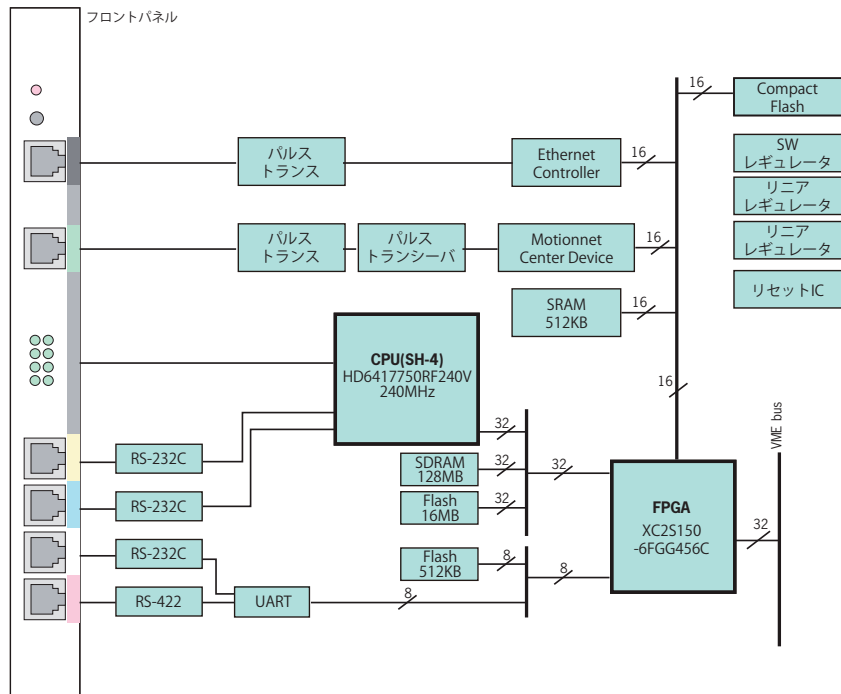 フロントパネル
16
Compact
Flash
パルス
トランス
Ethernet
Controller
16
SW
レギュレータ
リニア
レギュレータ
パルス
トランス
パルス
トランシーバ
Motionnet
Center Device
16
リニア
レギュレータ
SRAM
512KB
16
リセットIC
CPU(SH-4)
HD6417750RF240V
240MHz
16
VME bus
32
RS-232C
SDRAM
128MB
32
32
RS-232C
Flash
16MB
32
FPGA
XC2S150
-6FGG456C
32
RS-232C
Flash
512KB
8
8
RS-422
UART
8